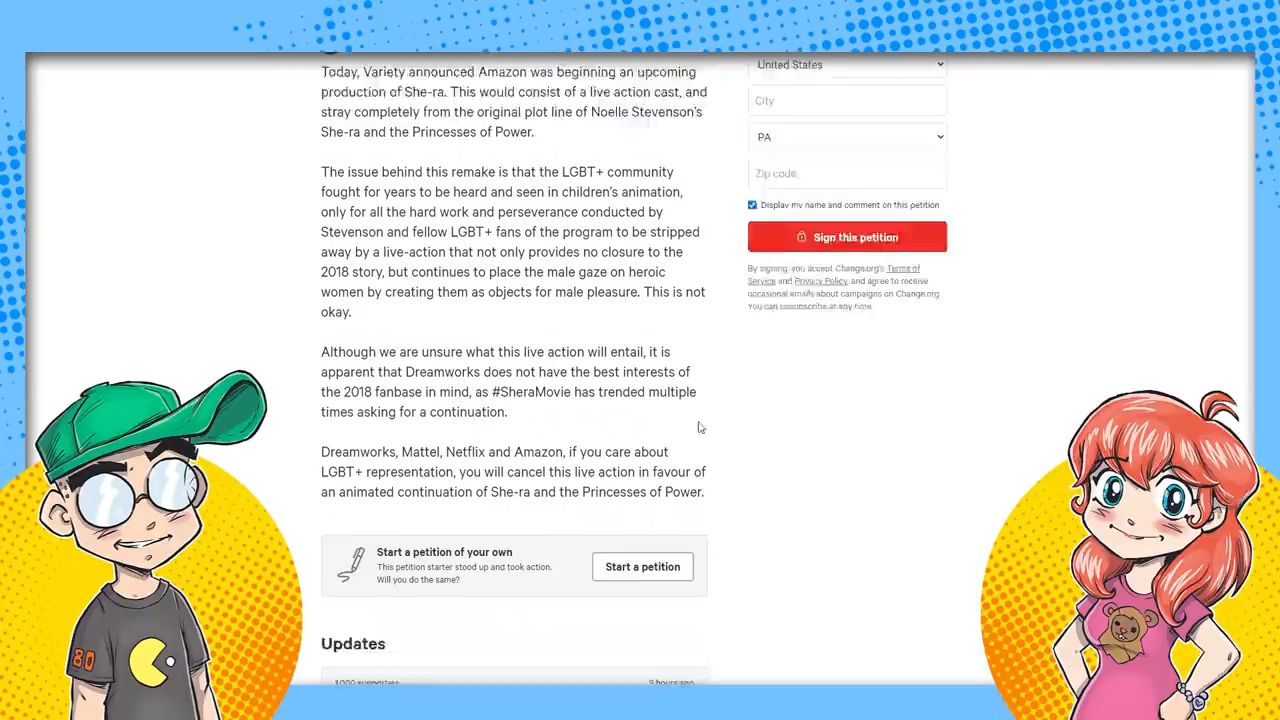 Today, Variety announced Amazon was beginning an upcoming
production of She-ra. This would consist of a live action cast, and
stray completely from the original plot line of Noelle Stevenson's
She-ra and the Princesses of Power.
The issue behind this remake is that the LGBT+ community
fought for years to be heard and seen in children's animation,
only for all the hard work and perseverance conducted by
Stevenson and fellow LGBT+ fans of the program to be stripped
away by a live-action that not only provides no closure to the
2018 story, but continues to place the male gaze on heroic
women by creating them as objects for male pleasure. This is not
okay.
Although we are unsure what this live action will entail, it is
apparent that Dreamworks does not have the best interests of
the 2018 fanbase in mind, as #SheraMovie has trended multiple
times asking for a continuation.
Dreamworks, Mattel, Netflix and Amazon, if you care about
LGBT+ representation, you will cancel this live action in favour of
an animated continuation of She-ra and the Princesses of Power.
Start a petition of your own
This petition starter stood up and took action.
Will you do the same?
Start a petition
Updates
1,000 supporters
9 hours ago
United States
City
PA
Zip code
Display my name and comment on this petition
Sign this petition
By signing, you accept Change.org's Terms of
Service and Privacy Policy, and agree to receive
occasional emails about campaigns on Change.org.
You can unsubscribe at any time.
80